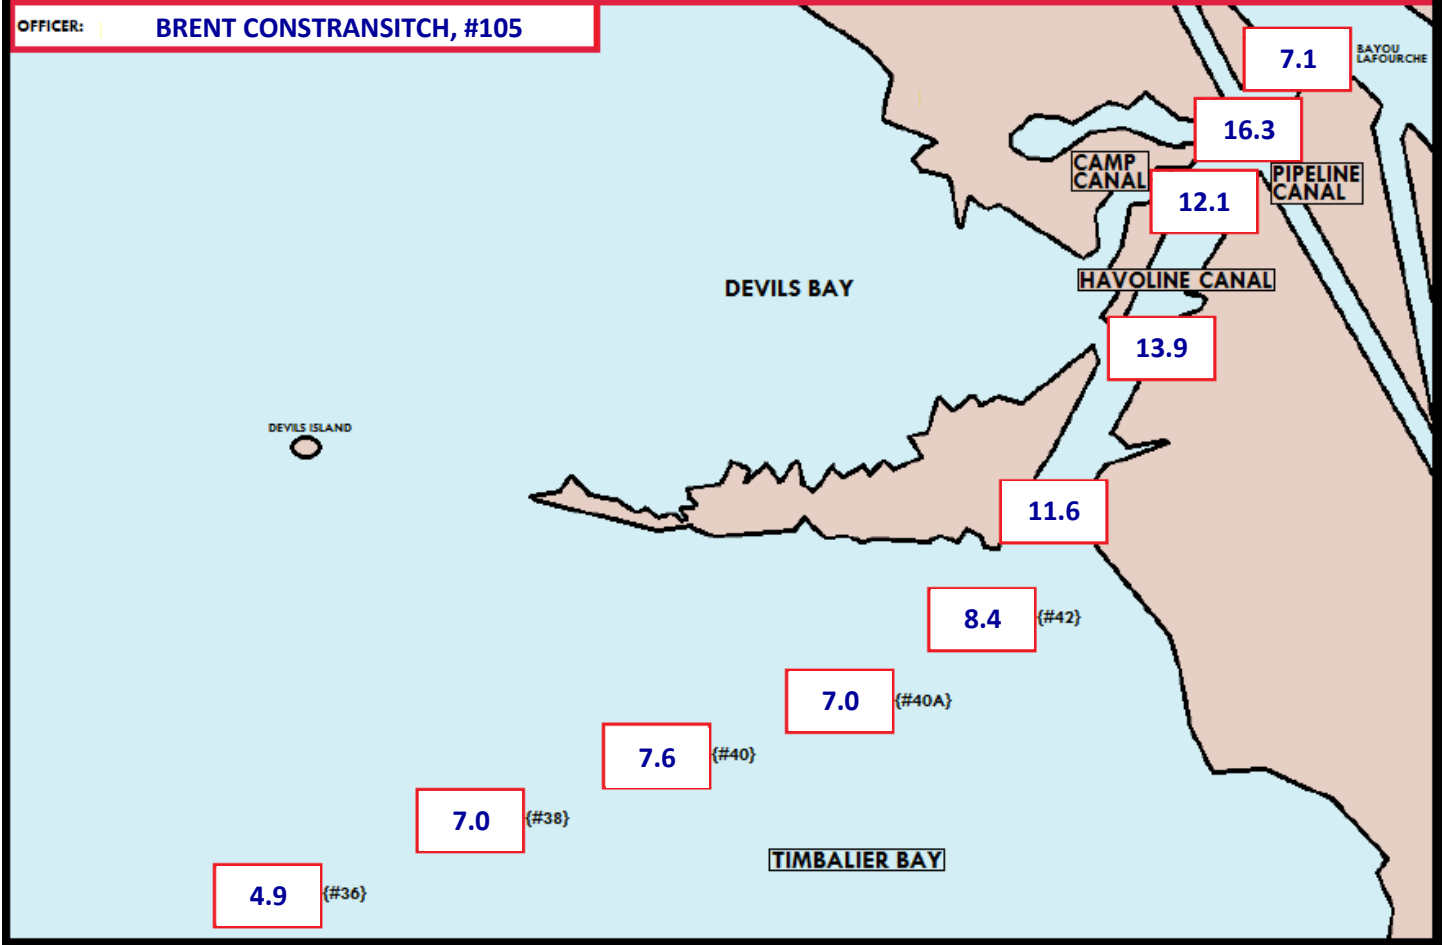 OFFICER: BRENT CONSTRANSITCH, #105
7.1
BAYOU
LAFOURCHE
16.3
CAMP
CANAL
PIPELINE
CANAL
12.1
HAVOLINE CANAL
DEVILS BAY
13.9
DEVILS ISLAND
11.6
8.4 {#42}
7.0 {#40A}
7.6 {#40}
7.0 {#38}
TIMBALIER BAY
4.9 {#36}